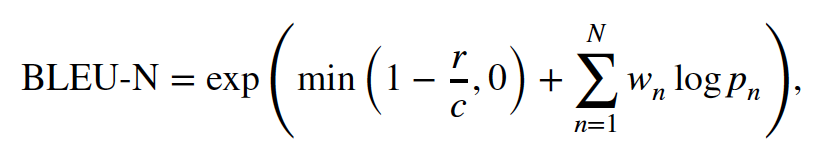 BLEU-N = exp( min( 1 − r/c , 0 ) + ∑_{n=1}^{N} w_n log p_n ),